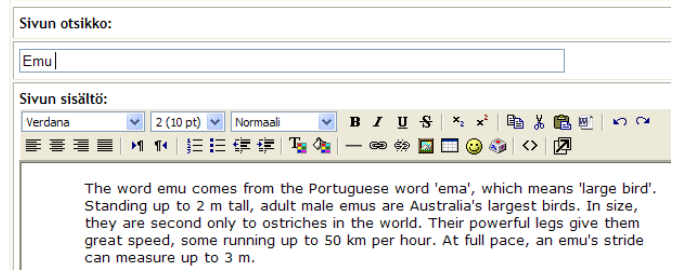 Sivun otsikko:
Emu
Sivun sisältö:
Verdana 2 (10 pt) Normaali B I U S x₂ x²
The word emu comes from the Portuguese word 'ema', which means 'large bird'.
Standing up to 2 m tall, adult male emus are Australia's largest birds. In size,
they are second only to ostriches in the world. Their powerful legs give them
great speed, some running up to 50 km per hour. At full pace, an emu's stride
can measure up to 3 m.